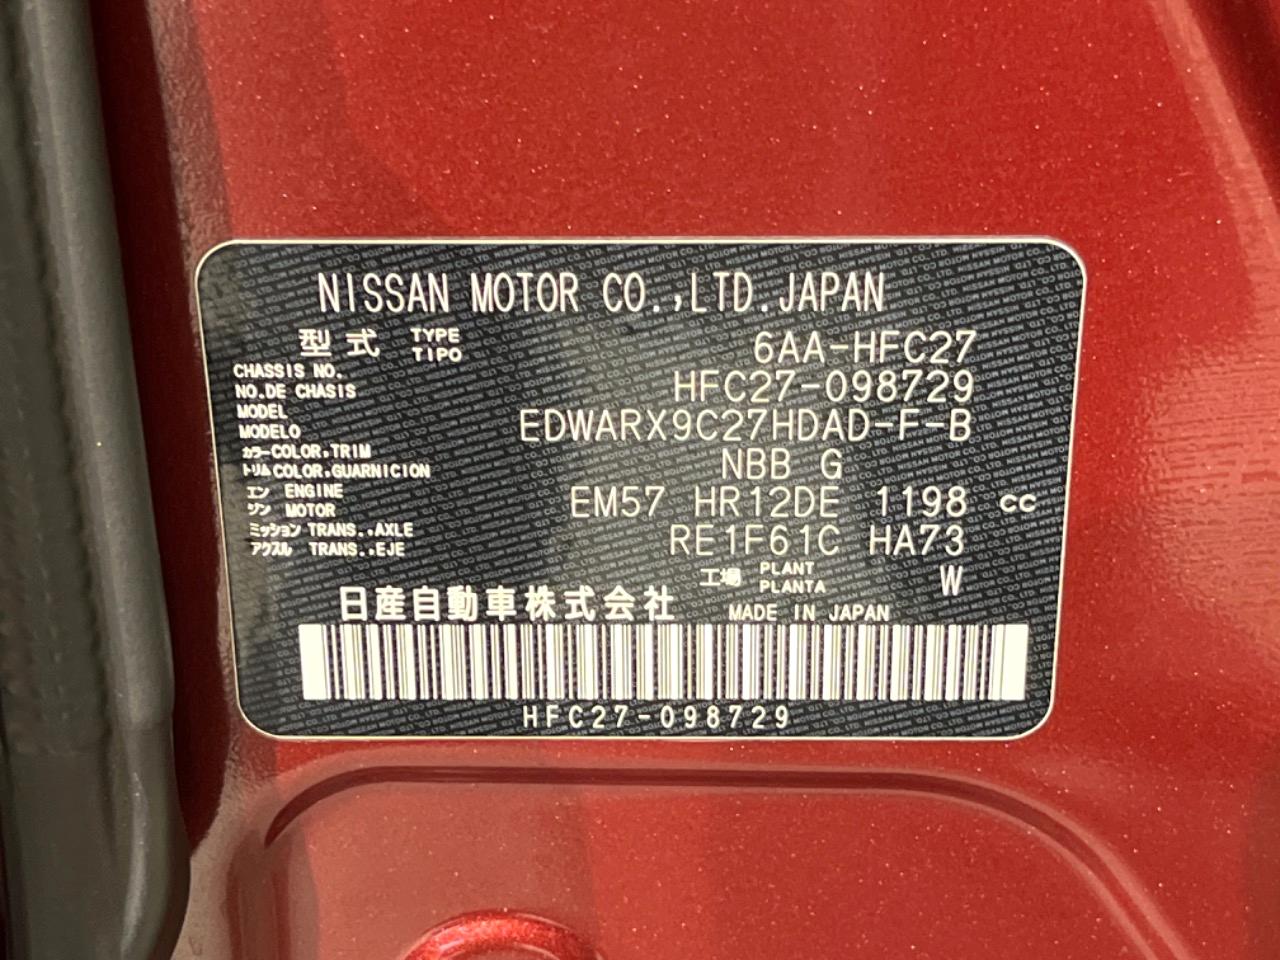 NISSAN MOTOR CO.,LTD.JAPAN
型式 TYPE TIPO 6AA-HFC27
CHASSIS NO.
NO.DE CHASIS HFC27-098729
MODEL
MODELO EDWARX9C27HDAD-F-B
カラー COLOR,TRIM
トリム COLOR,GUARNICION NBB G
エン ENGINE
ジン MOTOR EM57 HR12DE 1198 cc
ミッション TRANS.,AXLE
アクスル TRANS.,EJE RE1F61C HA73
工場 PLANT PLANTA W
日産自動車株式会社 MADE IN JAPAN
HFC27-098729